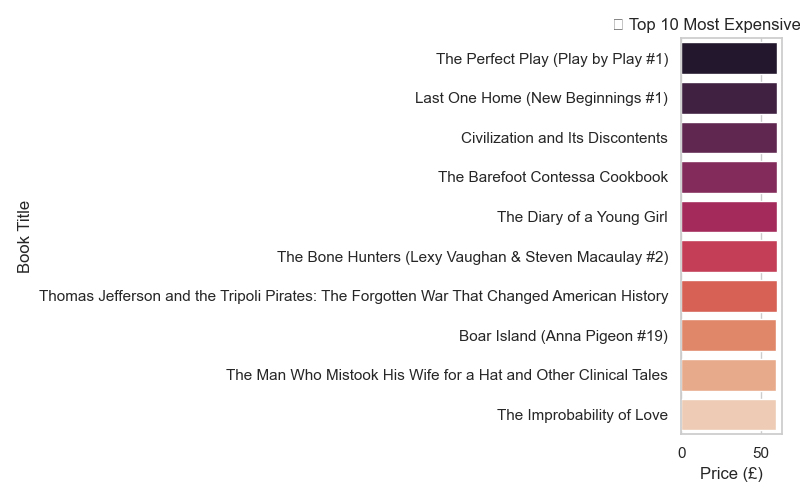 Top 10 Most Expensive
The Perfect Play (Play by Play #1)
Last One Home (New Beginnings #1)
Civilization and Its Discontents
The Barefoot Contessa Cookbook
The Diary of a Young Girl
The Bone Hunters (Lexy Vaughan & Steven Macaulay #2)
Thomas Jefferson and the Tripoli Pirates: The Forgotten War That Changed American History
Boar Island (Anna Pigeon #19)
The Man Who Mistook His Wife for a Hat and Other Clinical Tales
The Improbability of Love
Book Title
0 50
Price (£)